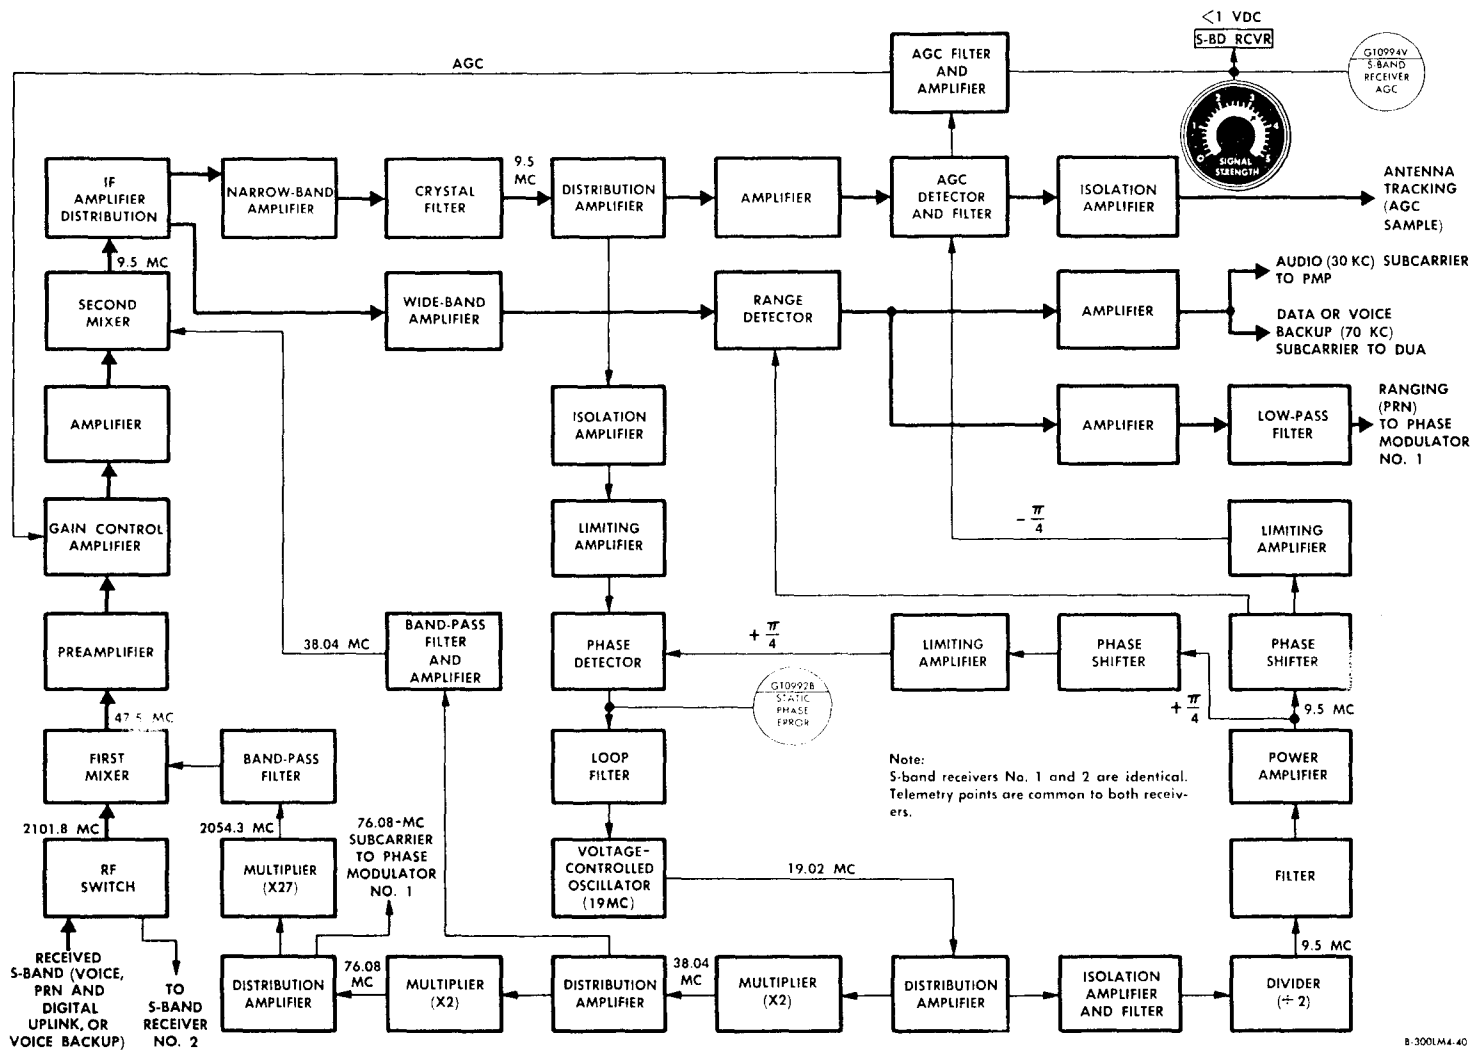 <1 VDC
S-BD RCVR
GT0994V
S-BAND
RECEIVER
AGC
AGC
AGC FILTER
AND
AMPLIFIER
0 1 2 3 4 5
SIGNAL
STRENGTH
IF
AMPLIFIER
DISTRIBUTION
NARROW-BAND
AMPLIFIER
CRYSTAL
FILTER
9.5
MC
DISTRIBUTION
AMPLIFIER
AMPLIFIER
AGC
DETECTOR
AND FILTER
ISOLATION
AMPLIFIER
ANTENNA
TRACKING
(AGC
SAMPLE)
9.5 MC
SECOND
MIXER
WIDE-BAND
AMPLIFIER
RANGE
DETECTOR
AMPLIFIER
AUDIO (30 KC) SUBCARRIER
TO PMP
DATA OR VOICE
BACKUP (70 KC)
SUBCARRIER TO DUA
AMPLIFIER
ISOLATION
AMPLIFIER
AMPLIFIER
LOW-PASS
FILTER
RANGING
(PRN)
TO PHASE
MODULATOR
NO. 1
GAIN CONTROL
AMPLIFIER
LIMITING
AMPLIFIER
- π/4
LIMITING
AMPLIFIER
PREAMPLIFIER
38.04 MC
BAND-PASS
FILTER
AND
AMPLIFIER
PHASE
DETECTOR
+ π/4
LIMITING
AMPLIFIER
PHASE
SHIFTER
PHASE
SHIFTER
GT0992B
STATIC
PHASE
ERROR
+ π/4
9.5 MC
47.5 MC
FIRST
MIXER
BAND-PASS
FILTER
LOOP
FILTER
Note:
S-band receivers No. 1 and 2 are identical.
Telemetry points are common to both receiv-
ers.
POWER
AMPLIFIER
2101.8 MC
2054.3 MC
76.08-MC
SUBCARRIER
TO PHASE
MODULATOR
NO. 1
RF
SWITCH
MULTIPLIER
(X27)
VOLTAGE-
CONTROLLED
OSCILLATOR
(19MC)
19.02 MC
FILTER
9.5 MC
RECEIVED
S-BAND (VOICE,
PRN AND
DIGITAL
UPLINK, OR
VOICE BACKUP)
TO
S-BAND
RECEIVER
NO. 2
DISTRIBUTION
AMPLIFIER
76.08
MC
MULTIPLIER
(X2)
DISTRIBUTION
AMPLIFIER
38.04
MC
MULTIPLIER
(X2)
DISTRIBUTION
AMPLIFIER
ISOLATION
AMPLIFIER
AND FILTER
DIVIDER
(÷2)
B-300LM4-40